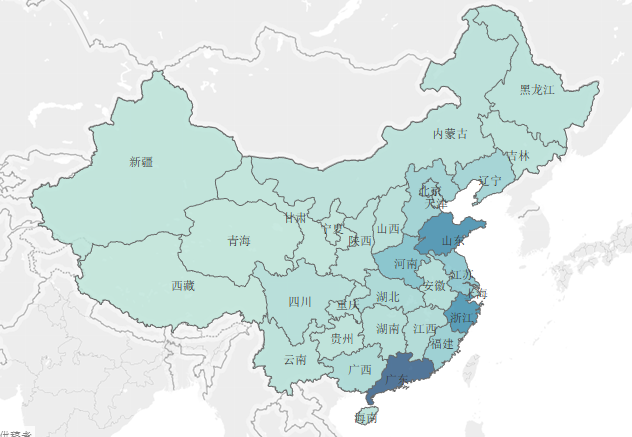 黑龙江
内蒙古
吉林
新疆
辽宁
北京
天津
甘肃
宁夏
山西
青海
陕西
山东
河南
西藏
江苏
安徽
上海
四川
重庆
湖北
浙江
湖南
江西
贵州
福建
云南
广西
广东
海南
供稿者